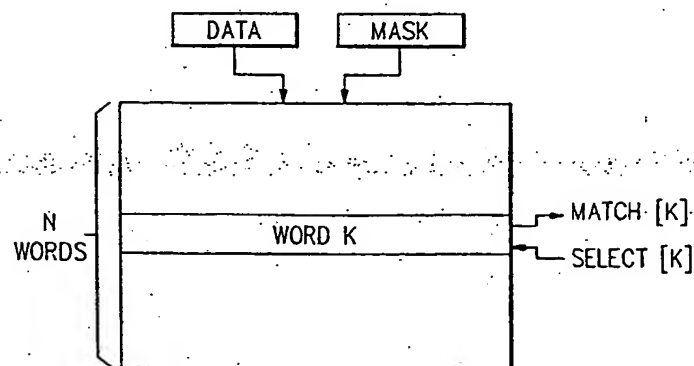 DATA
MASK
N
WORDS
WORD K
MATCH [K]
SELECT [K]